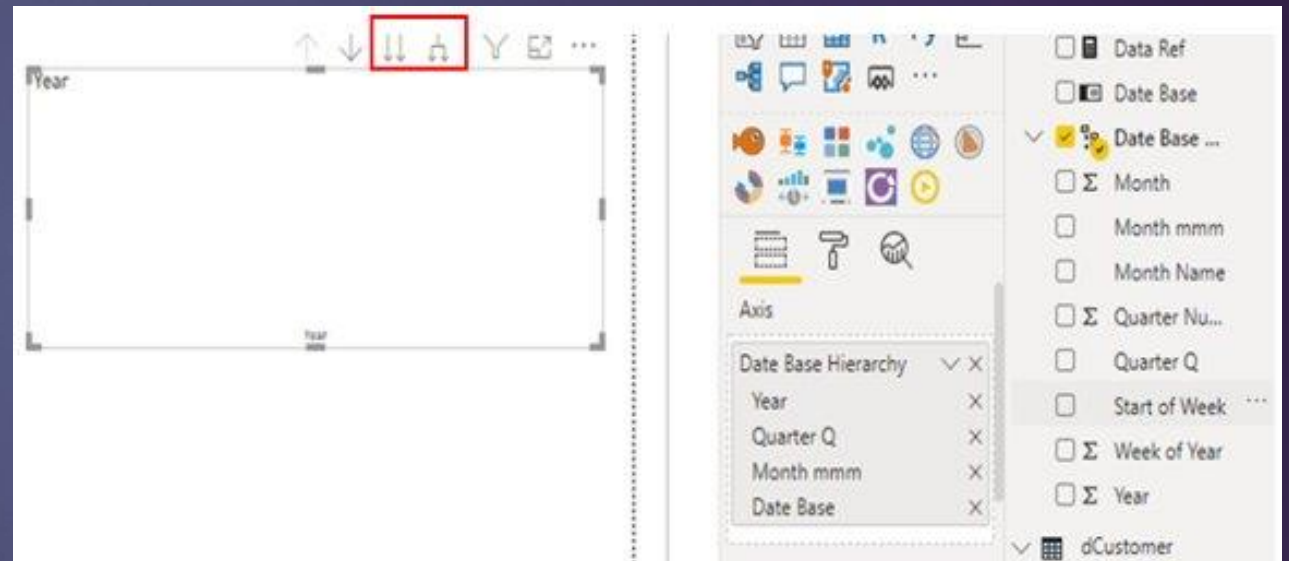 Year
Year
Axis
Date Base Hierarchy
Year
Quarter Q
Month mmm
Date Base
Data Ref
Date Base
Date Base ...
Σ Month
Month mmm
Month Name
Σ Quarter Nu...
Quarter Q
Start of Week ...
Σ Week of Year
Σ Year
dCustomer